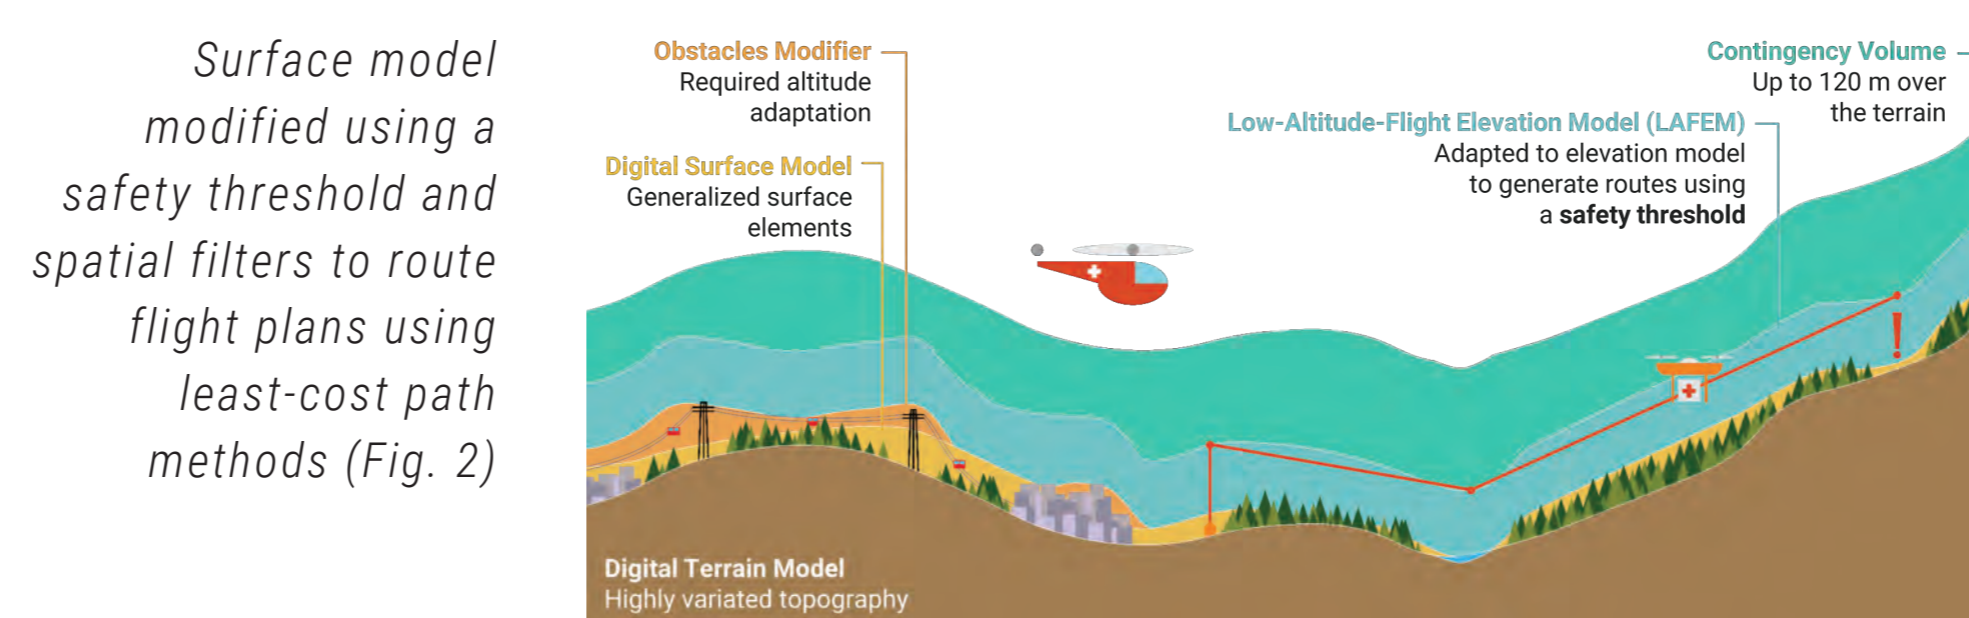 Surface model
modified using a
safety threshold and
spatial filters to route
flight plans using
least-cost path
methods (Fig. 2)
Obstacles Modifier
Required altitude
adaptation
Digital Surface Model
Generalized surface
elements
Contingency Volume
Up to 120 m over
the terrain
Low-Altitude-Flight Elevation Model (LAFEM)
Adapted to elevation model
to generate routes using
a safety threshold
!
Digital Terrain Model
Highly variated topography